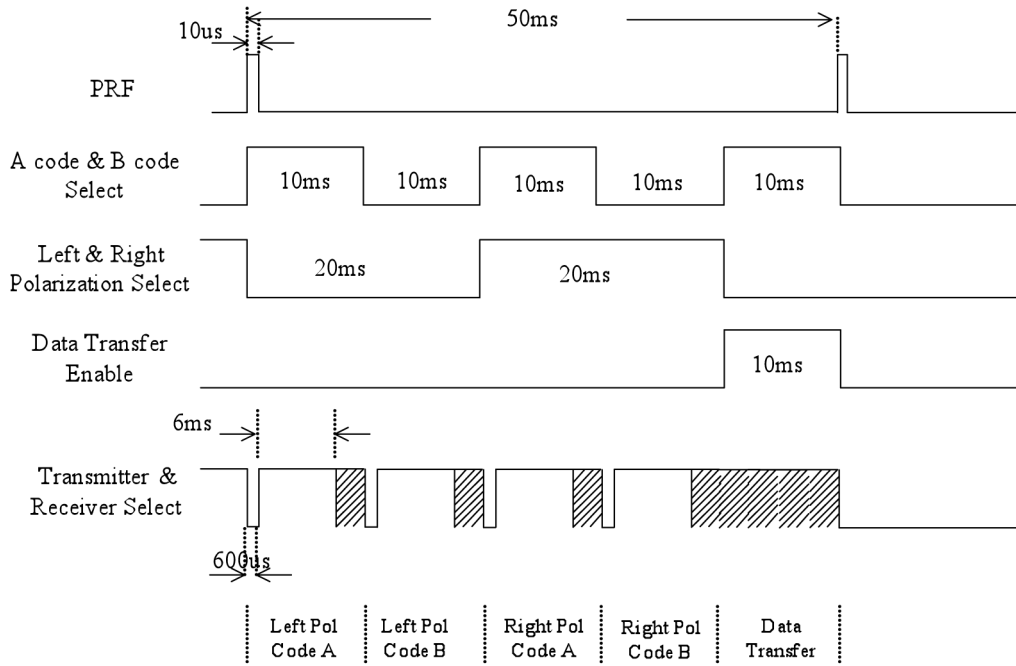 50ms
10us
PRF
A code & B code
Select
10ms
10ms
10ms
10ms
10ms
Left & Right
Polarization Select
20ms
20ms
Data Transfer
Enable
10ms
6ms
Transmitter &
Receiver Select
600us
Left Pol
Code A
Left Pol
Code B
Right Pol
Code A
Right Pol
Code B
Data
Transfer